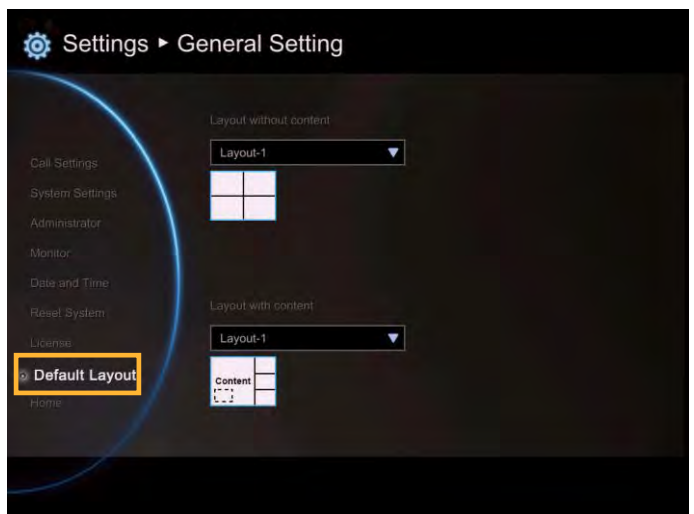 Settings ► General Setting
Call Settings
System Settings
Administrator
Monitor
Date and Time
Reset System
License
Default Layout
Home
Layout without content
Layout-1
Layout with content
Layout-1
Content